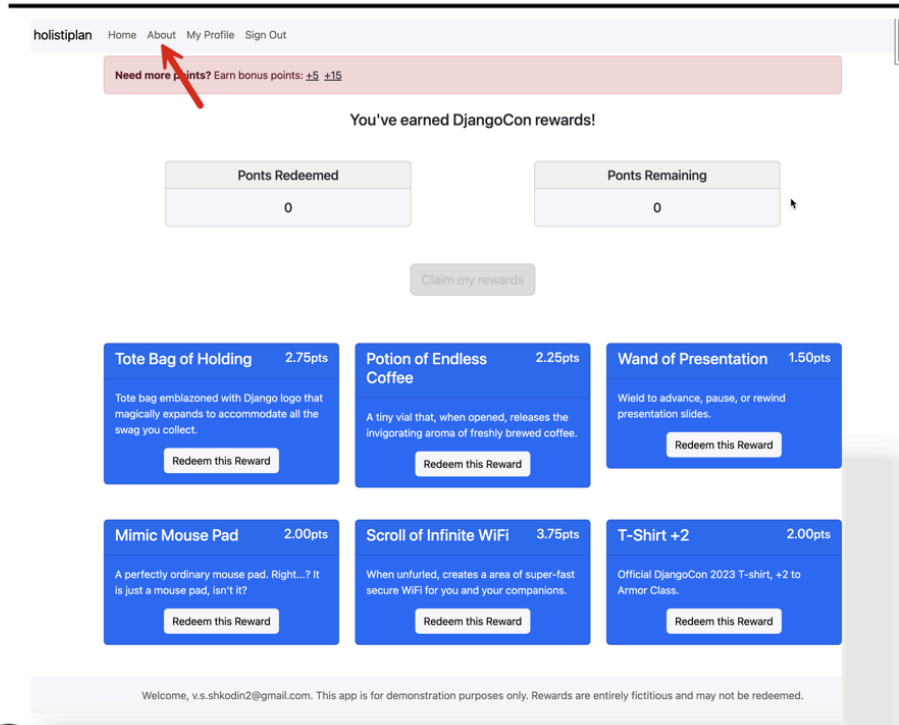 holistiplan Home About My Profile Sign Out
Need more points? Earn bonus points: +5 +15
You've earned DjangoCon rewards!
Ponts Redeemed
0
Ponts Remaining
0
Claim my rewards
Tote Bag of Holding 2.75pts
Tote bag emblazoned with Django logo that
magically expands to accommodate all the
swag you collect.
Redeem this Reward
Potion of Endless 2.25pts
Coffee
A tiny vial that, when opened, releases the
invigorating aroma of freshly brewed coffee.
Redeem this Reward
Wand of Presentation 1.50pts
Wield to advance, pause, or rewind
presentation slides.
Redeem this Reward
Mimic Mouse Pad 2.00pts
A perfectly ordinary mouse pad. Right...? It
is just a mouse pad, isn't it?
Redeem this Reward
Scroll of Infinite WiFi 3.75pts
When unfurled, creates a area of super-fast
secure WiFi for you and your companions.
Redeem this Reward
T-Shirt +2 2.00pts
Official DjangoCon 2023 T-shirt, +2 to
Armor Class.
Redeem this Reward
Welcome, v.s.shkodin2@gmail.com. This app is for demonstration purposes only. Rewards are entirely fictitious and may not be redeemed.